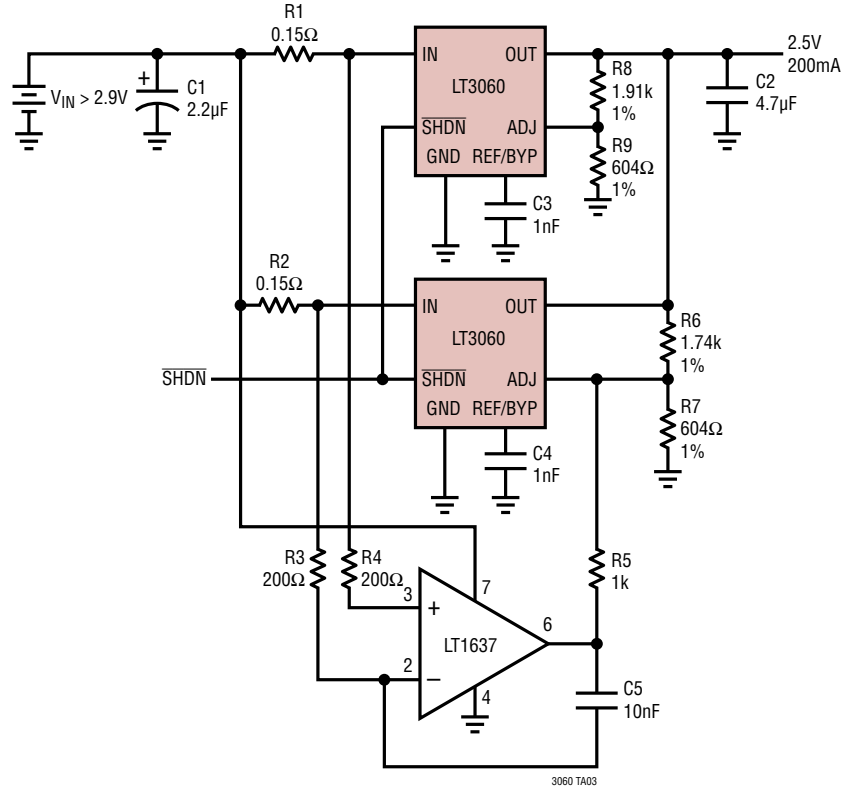 R1
0.15Ω
IN
OUT
2.5V
200mA
V_IN > 2.9V
+
C1
2.2µF
LT3060
R8
1.91k
1%
C2
4.7µF
SHDN
ADJ
GND
REF/BYP
R9
604Ω
1%
C3
1nF
R2
0.15Ω
IN
OUT
LT3060
R6
1.74k
1%
SHDN
SHDN
ADJ
GND
REF/BYP
R7
604Ω
1%
C4
1nF
R3
200Ω
R4
200Ω
R5
1k
3
+
7
LT1637
6
2
−
4
C5
10nF
3060 TA03